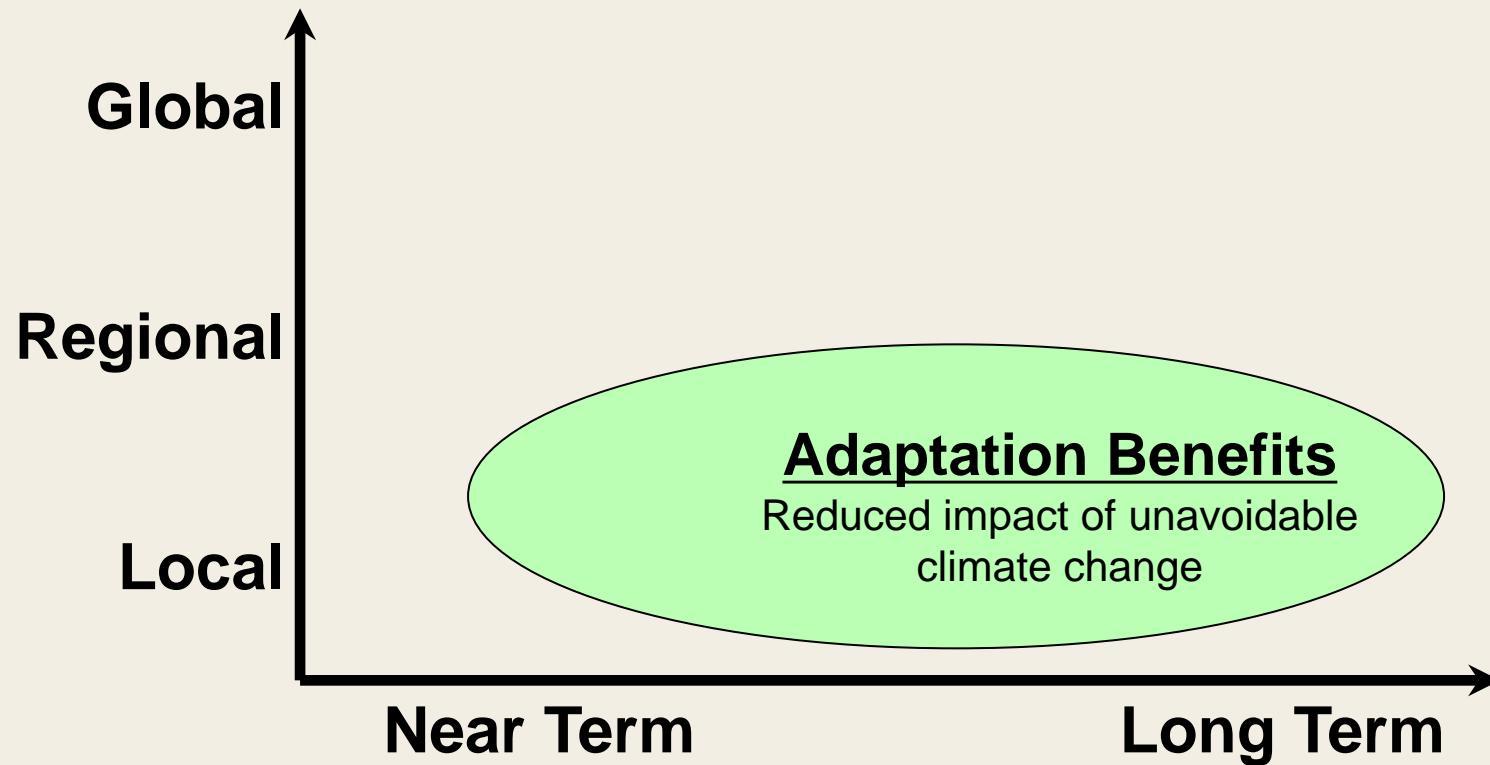 Global
Regional
Adaptation Benefits
Reduced impact of unavoidable
climate change
Local
Near Term
Long Term